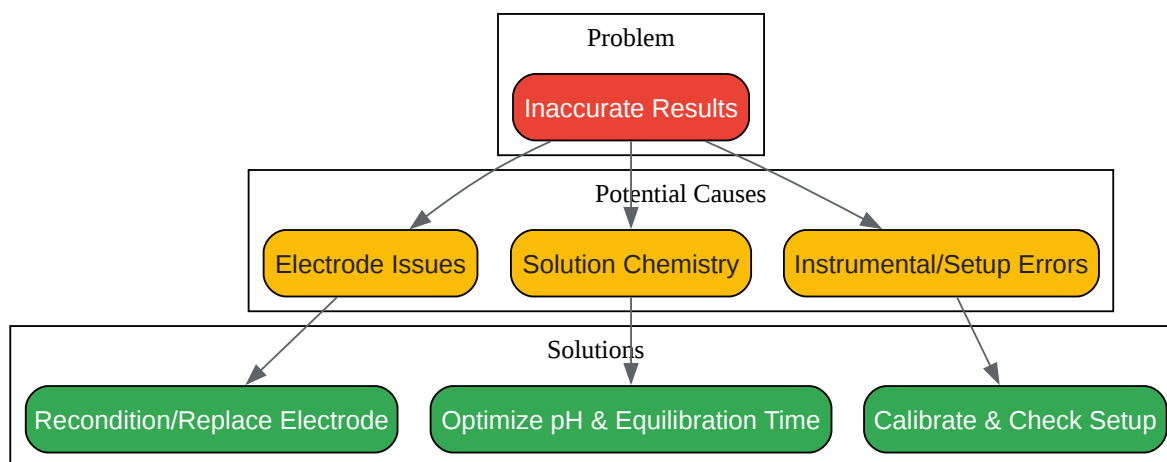 Problem
Inaccurate Results
Potential Causes
Electrode Issues
Solution Chemistry
Instrumental/Setup Errors
Solutions
Recondition/Replace Electrode
Optimize pH & Equilibration Time
Calibrate & Check Setup